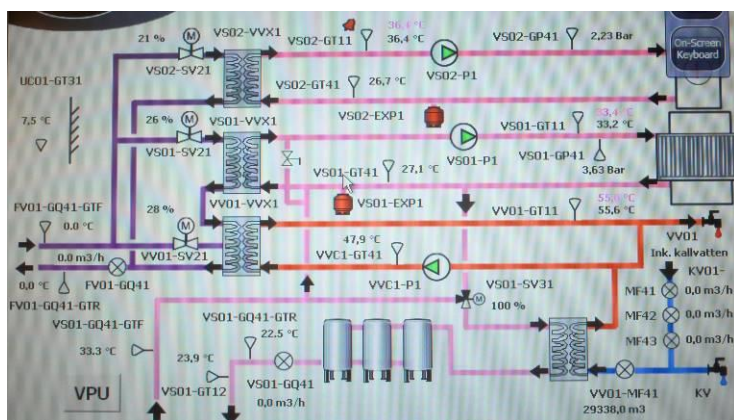 21 %
VS02-VVX1
VS02-GT11
36,4 °C
36,4 °C
VS02-GP41
2,23 Bar
On-Screen
Keyboard
VS02-SV21
VS02-P1
UC01-GT31
VS02-GT41
26,7 °C
7,5 °C
26 %
VS01-VVX1
VS02-EXP1
33,4 °C
VS01-GT11
33,2 °C
VS01-SV21
VS01-P1
VS01-GP41
VS01-GT41
27,1 °C
3,63 Bar
FV01-GQ41-GTF
28 %
VV01-VVX1
VS01-EXP1
VV01-GT11
55,0 °C
55,6 °C
0.0 °C
VV01-SV21
47,9 °C
VV01
0.0 m3/h
VVC1-GT41
Ink. kallvatten
0,0 °C
FV01-GQ41
VVC1-P1
VS01-SV31
KV01-
FV01-GQ41-GTR
100 %
MF41
0,0 m3/h
VS01-GQ41-GTF
VS01-GQ41-GTR
MF42
0,0 m3/h
22.5 °C
33.3 °C
23,9 °C
MF43
0,0 m3/h
VPU
VS01-GT12
VS01-GQ41
VV01-MF41
KV
0,0 m3/h
29338,0 m3